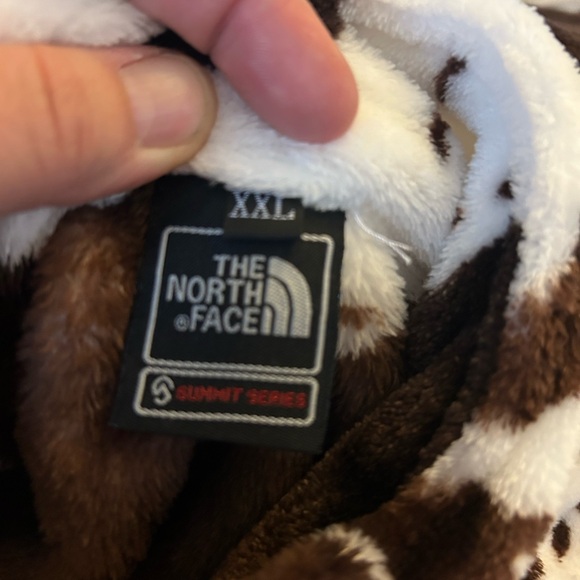 XXL
THE
NORTH
®FACE
SUMMIT SERIES